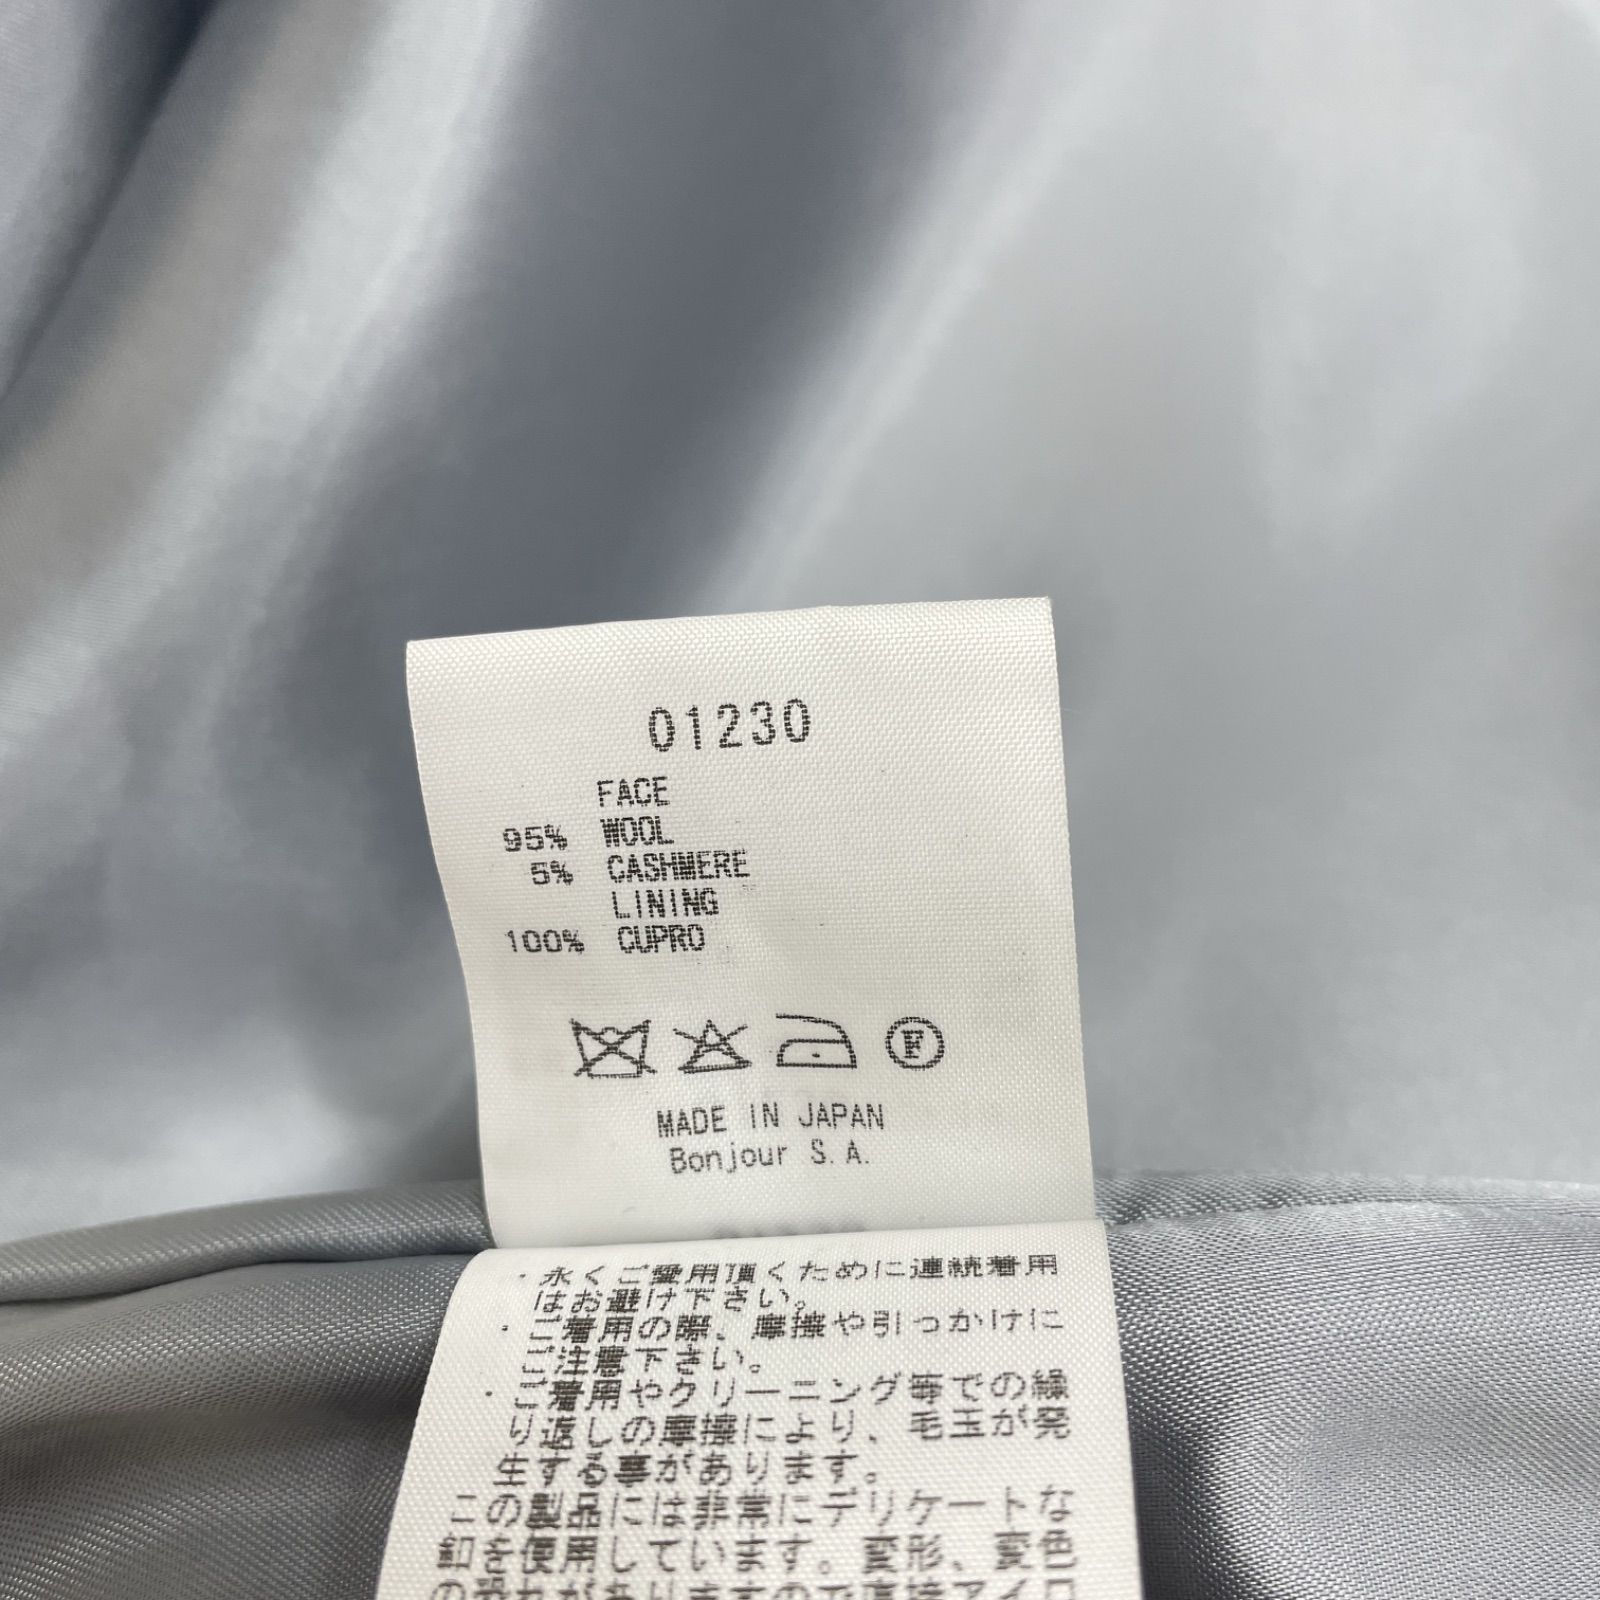 01230
FACE
95% WOOL
5% CASHMERE
LINING
100% CUPRO
F
MADE IN JAPAN
Bonjour S.A.
・永くご愛用頂くために連続着用
はお避け下さい。
・ご着用の際、摩擦や引っかけに
ご注意下さい。
・ご着用やクリーニング等での繰
り返しの摩擦により、毛玉が発
生する事があります。
この製品には非常にデリケートな
釦を使用しています。変形、変色